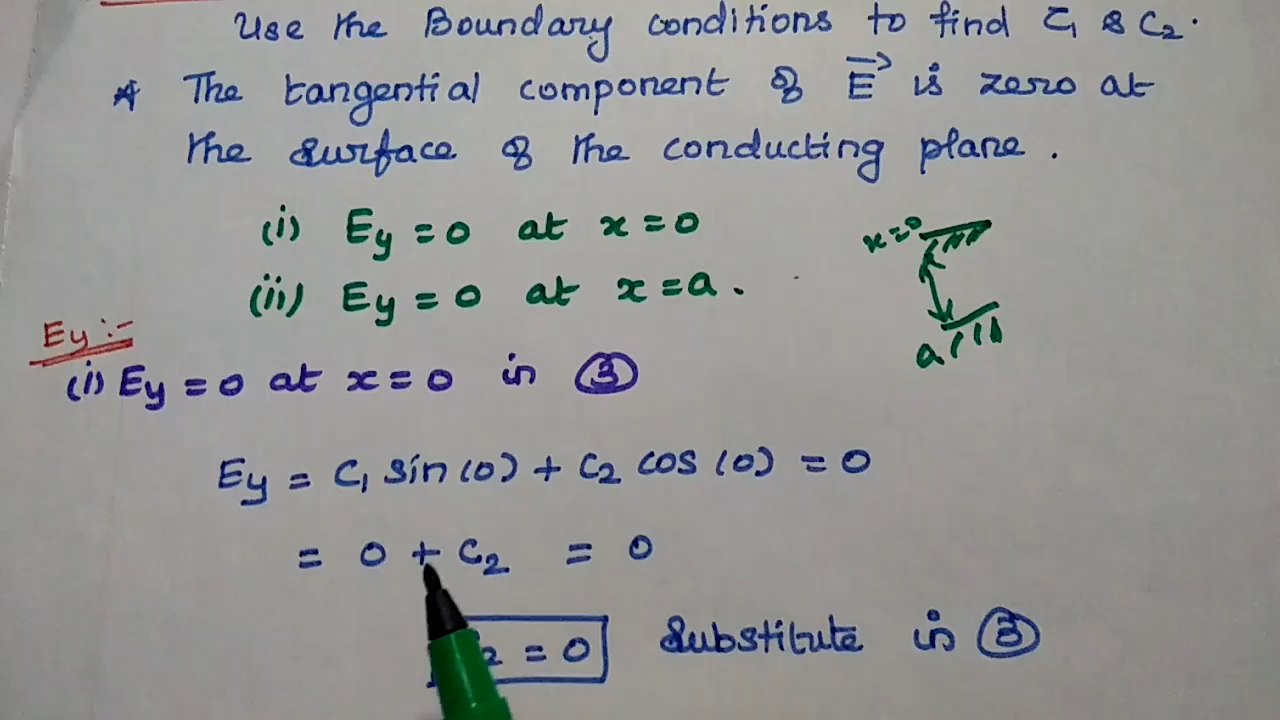 Use the Boundary conditions to find C1 & C2.
* The tangential component of E→ is zero at
the surface of the conducting plane.
(i) Ey = 0 at x = 0
(ii) Ey = 0 at x = a.
x=0
a
Ey :-
(i) Ey = 0 at x = 0 in ③
Ey = C1 sin(0) + C2 cos(0) = 0
= 0 + C2 = 0
2 = 0 Substitute in ③